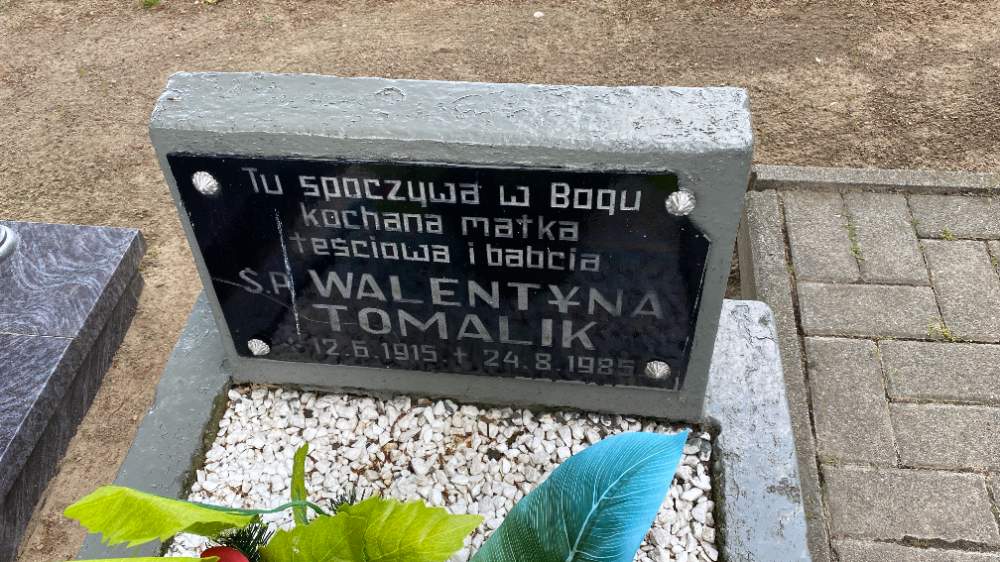 Tu spoczywa w Bogu
kochana matka
teściowa i babcia
Ś.P. WALENTYNA
TOMALIK
* 12.6.1915 + 24.8.1985